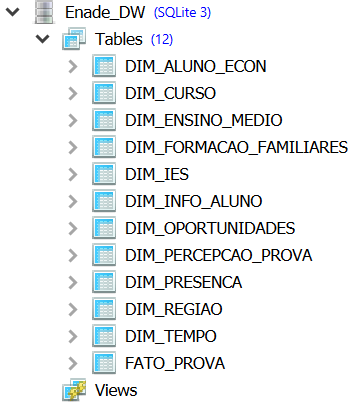 Enade_DW (SQLite 3)
Tables (12)
DIM_ALUNO_ECON
DIM_CURSO
DIM_ENSINO_MEDIO
DIM_FORMACAO_FAMILIARES
DIM_IES
DIM_INFO_ALUNO
DIM_OPORTUNIDADES
DIM_PERCEPCAO_PROVA
DIM_PRESENCA
DIM_REGIAO
DIM_TEMPO
FATO_PROVA
Views